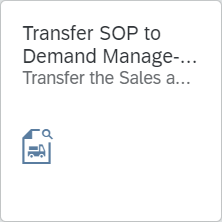 Transfer SOP to
Demand Manage-...
Transfer the Sales a...